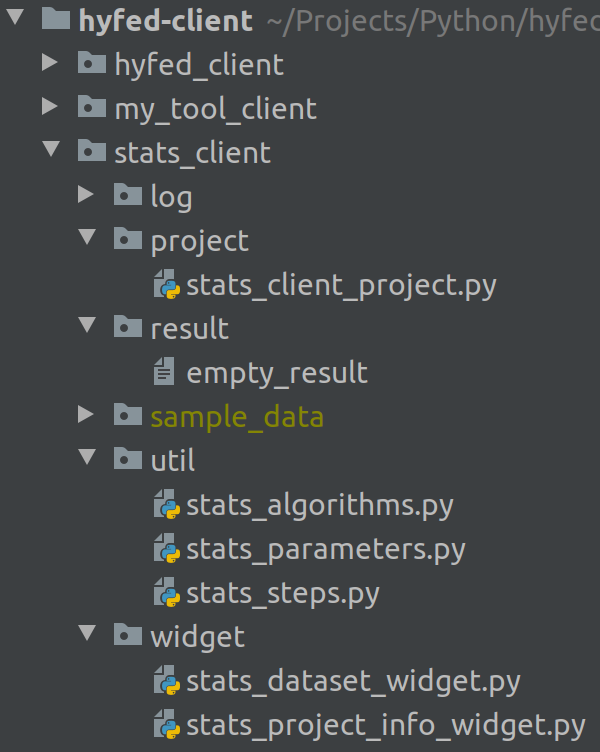 hyfed-client ~/Projects/Python/hyfed
hyfed_client
my_tool_client
stats_client
log
project
stats_client_project.py
result
empty_result
sample_data
util
stats_algorithms.py
stats_parameters.py
stats_steps.py
widget
stats_dataset_widget.py
stats_project_info_widget.py